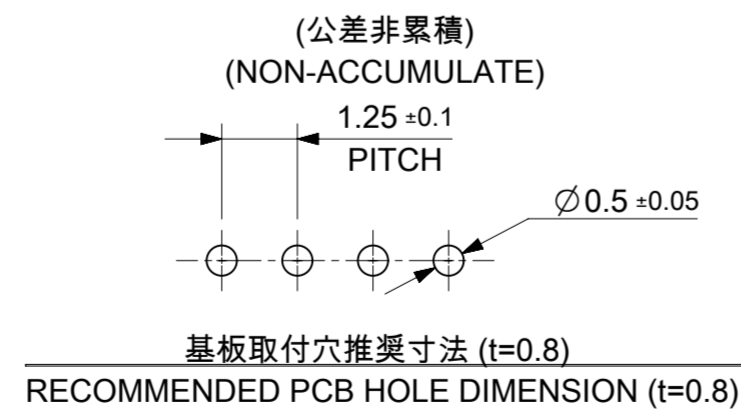 (公差非累積)
(NON-ACCUMULATE)
1.25 ±0.1
PITCH
∅0.5 ±0.05
基板取付穴推奨寸法 (t=0.8)
RECOMMENDED PCB HOLE DIMENSION (t=0.8)